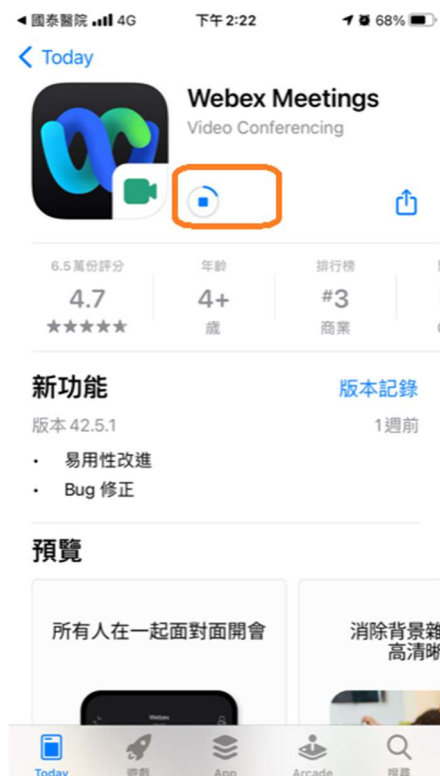 ◀ 國泰醫院 4G 下午 2:22 68%
Today
Webex Meetings
Video Conferencing
6.5萬份評分 年齡 排行榜
4.7 4+ #3
★★★★★ 歲 商業
新功能 版本記錄
版本 42.5.1 1週前
• 易用性改進
• Bug 修正
預覽
所有人在一起面對面開會 消除背景雜
高清晰
Webex
Today 遊戲 App Arcade 搜尋